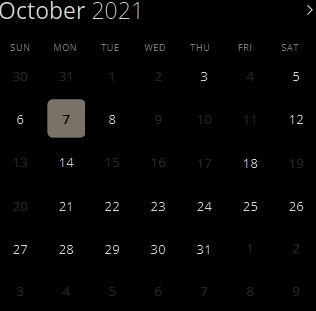 October 2021
SUN MON TUE WED THU FRI SAT
30 31 1 2 3 4 5
6 7 8 9 10 11 12
13 14 15 16 17 18 19
20 21 22 23 24 25 26
27 28 29 30 31 1 2
3 4 5 6 7 8 9